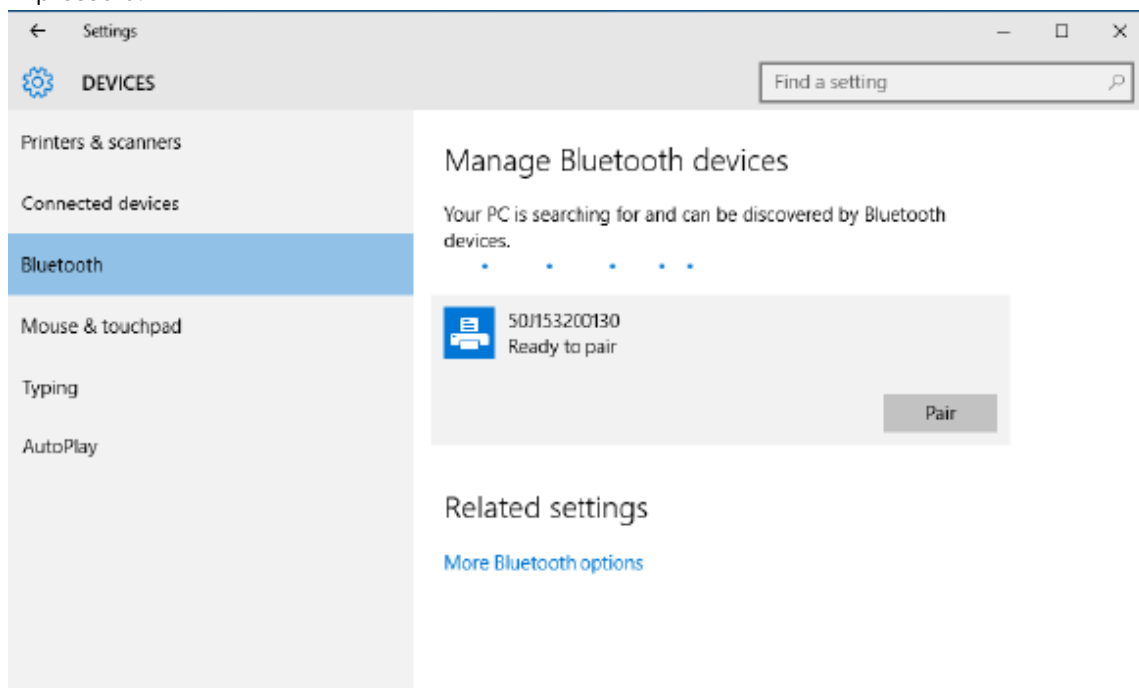 Settings
DEVICES
Find a setting
Printers & scanners
Connected devices
Bluetooth
Mouse & touchpad
Typing
AutoPlay
Manage Bluetooth devices
Your PC is searching for and can be discovered by Bluetooth
devices.
50J153200130
Ready to pair
Pair
Related settings
More Bluetooth options